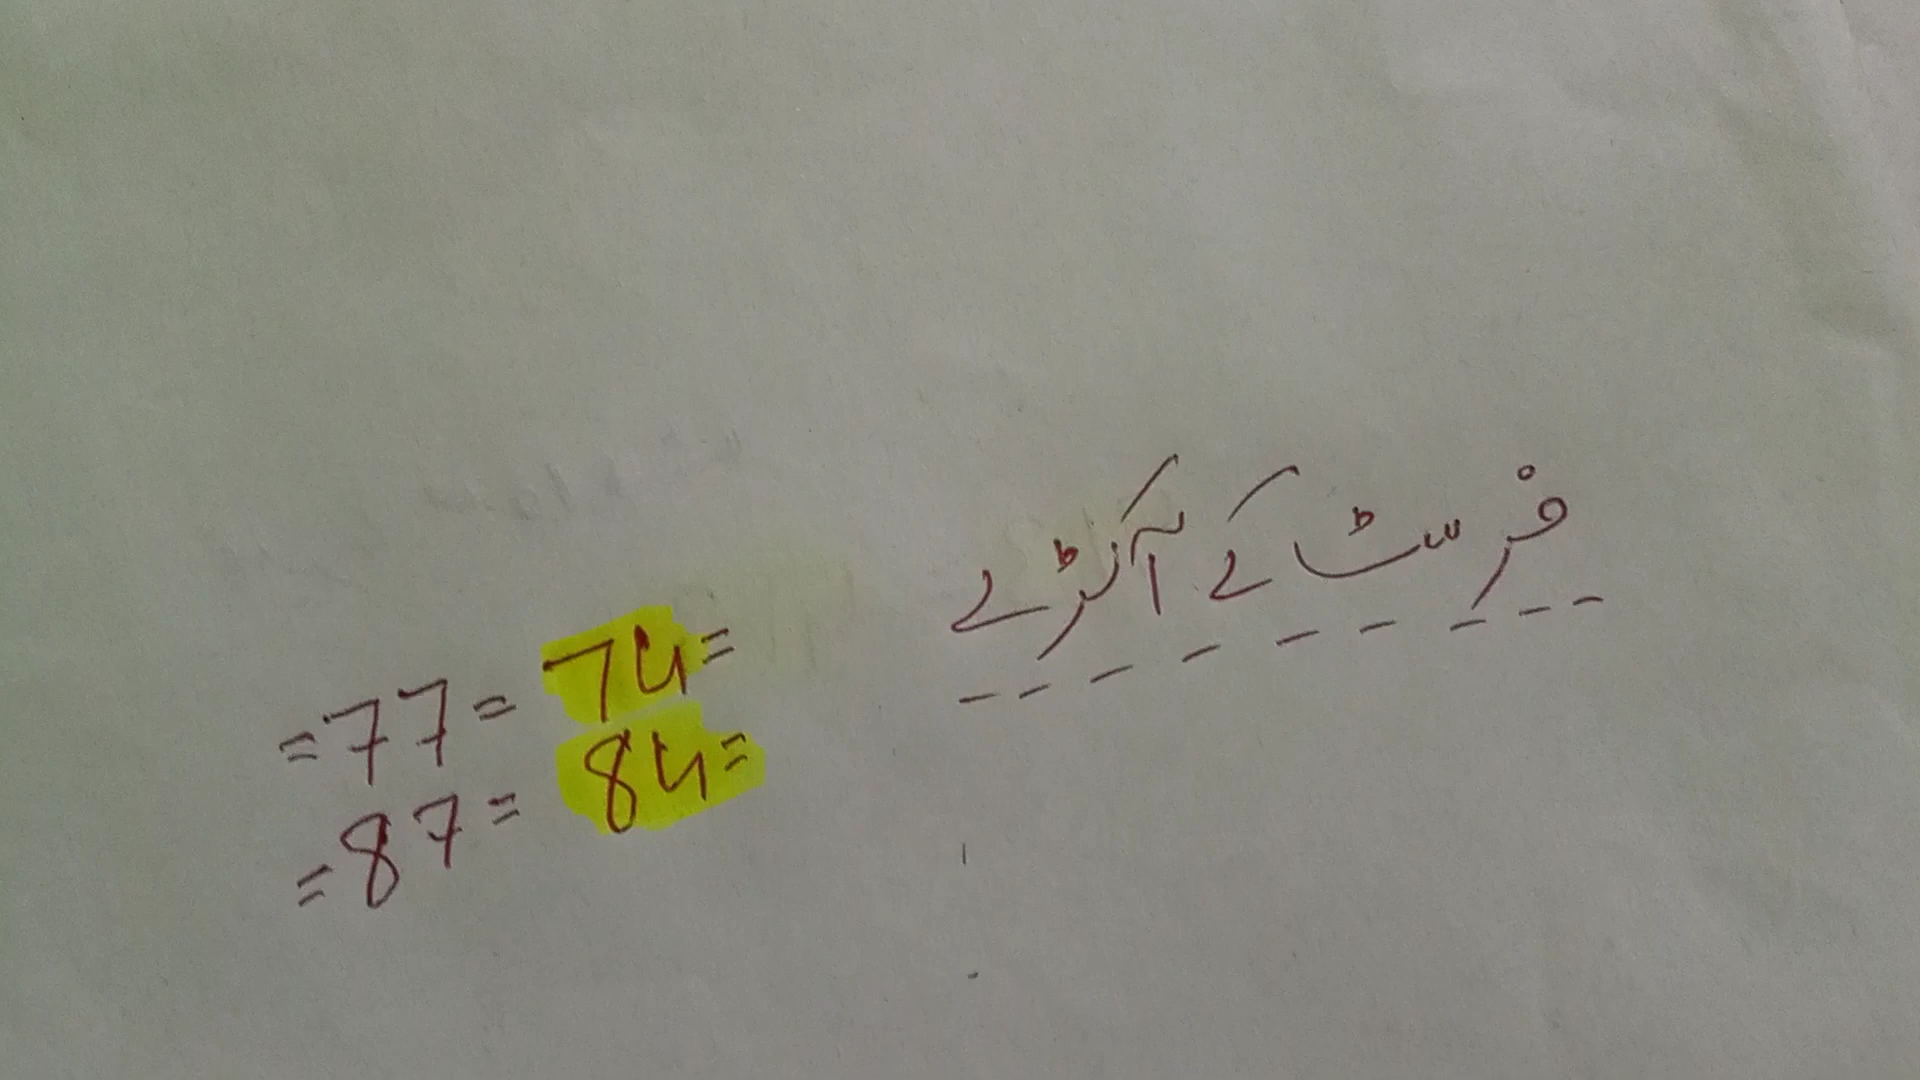 فرسٹ کے آکڑے
=77= 74=
=87= 84=